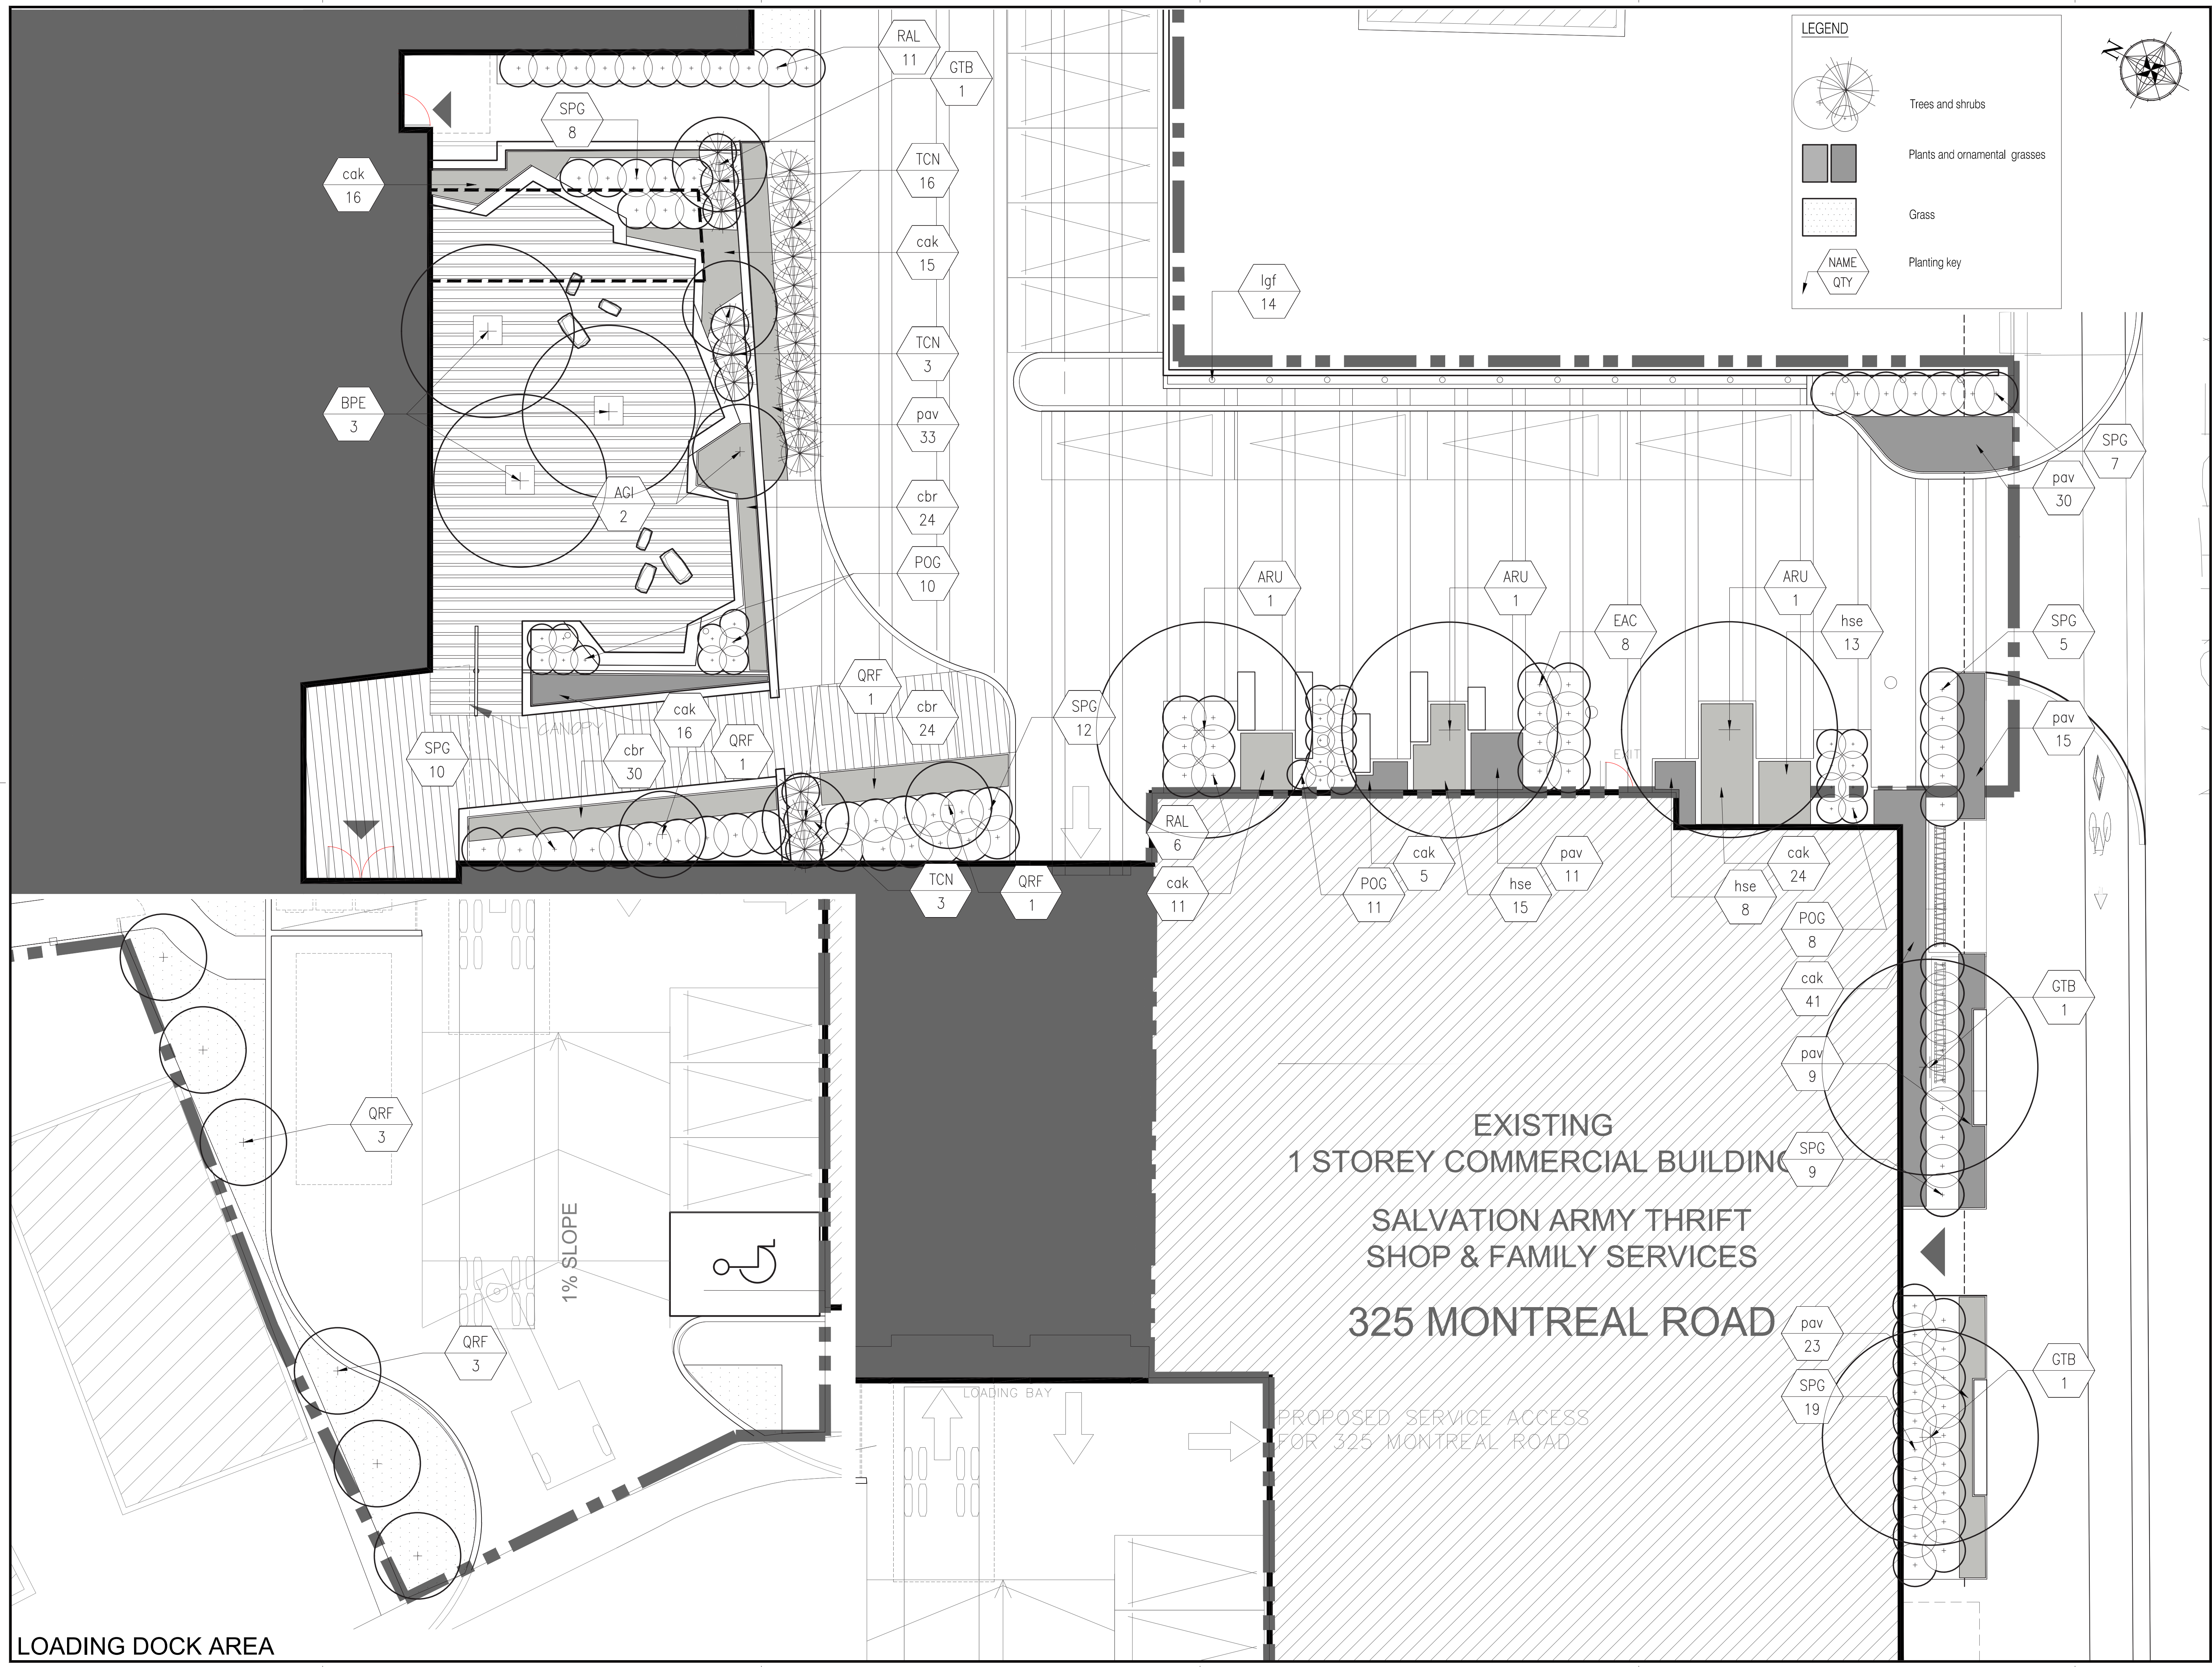 RAL
11
GTB
1
LEGEND
N
Trees and shrubs
Plants and ornamental grasses
Grass
NAME
QTY
Planting key
SPG
8
cak
16
TCN
16
cak
15
lgf
14
TCN
3
BPE
3
pav
33
SPG
7
pav
30
AGI
2
cbr
24
POG
10
ARU
1
ARU
1
ARU
1
EAC
8
hse
13
SPG
5
QRF
1
cak
16
cbr
24
SPG
12
pav
15
CANOPY
SPG
10
cbr
30
QRF
1
EXIT
RAL
6
cak
5
pav
11
cak
24
TCN
3
QRF
1
cak
11
POG
11
hse
15
hse
8
POG
8
cak
41
GTB
1
pav
9
QRF
3
EXISTING
1 STOREY COMMERCIAL BUILDING
SPG
9
SALVATION ARMY THRIFT
SHOP & FAMILY SERVICES
325 MONTREAL ROAD
1% SLOPE
QRF
3
pav
23
GTB
1
SPG
19
LOADING BAY
PROPOSED SERVICE ACCESS
FOR 325 MONTREAL ROAD
LOADING DOCK AREA